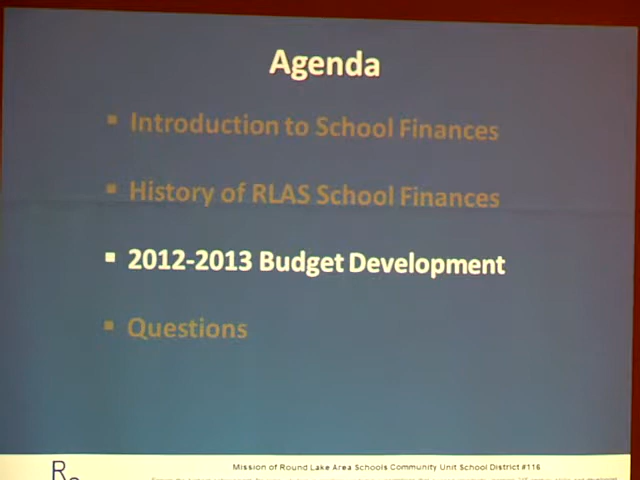 Agenda
▪ Introduction to School Finances
▪ History of RLAS School Finances
▪ 2012-2013 Budget Development
▪ Questions
Mission of Round Lake Area Schools Community Unit School District #116
R